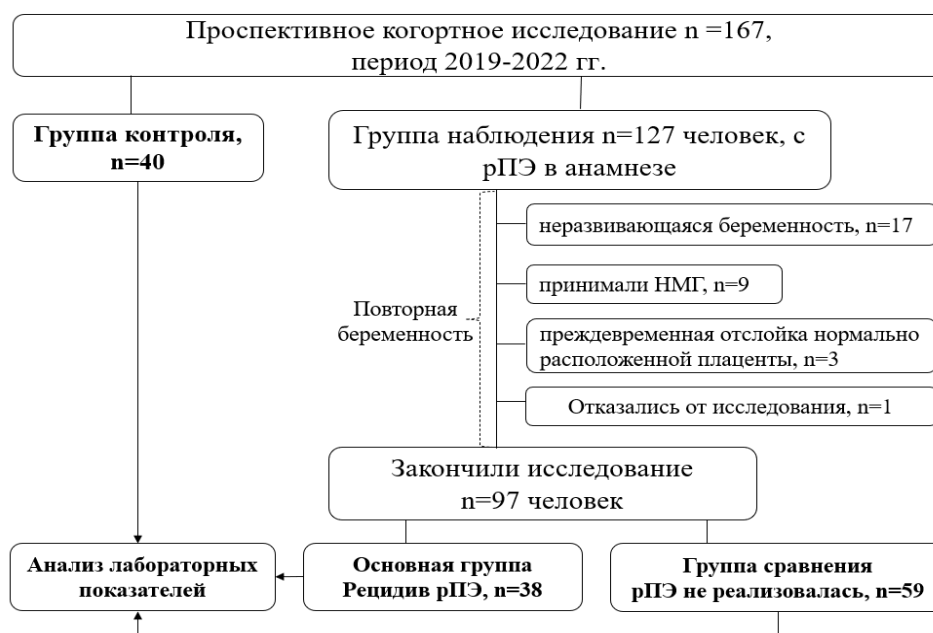 Проспективное когортное исследование n =167,
период 2019-2022 гг.
Группа контроля,
n=40
Группа наблюдения n=127 человек, с
рПЭ в анамнезе
неразвивающаяся беременность, n=17
принимали НМГ, n=9
Повторная
беременность
преждевременная отслойка нормально
расположенной плаценты, n=3
Отказались от исследования, n=1
Закончили исследование
n=97 человек
Анализ лабораторных
показателей
Основная группа
Рецидив рПЭ, n=38
Группа сравнения
рПЭ не реализовалась, n=59